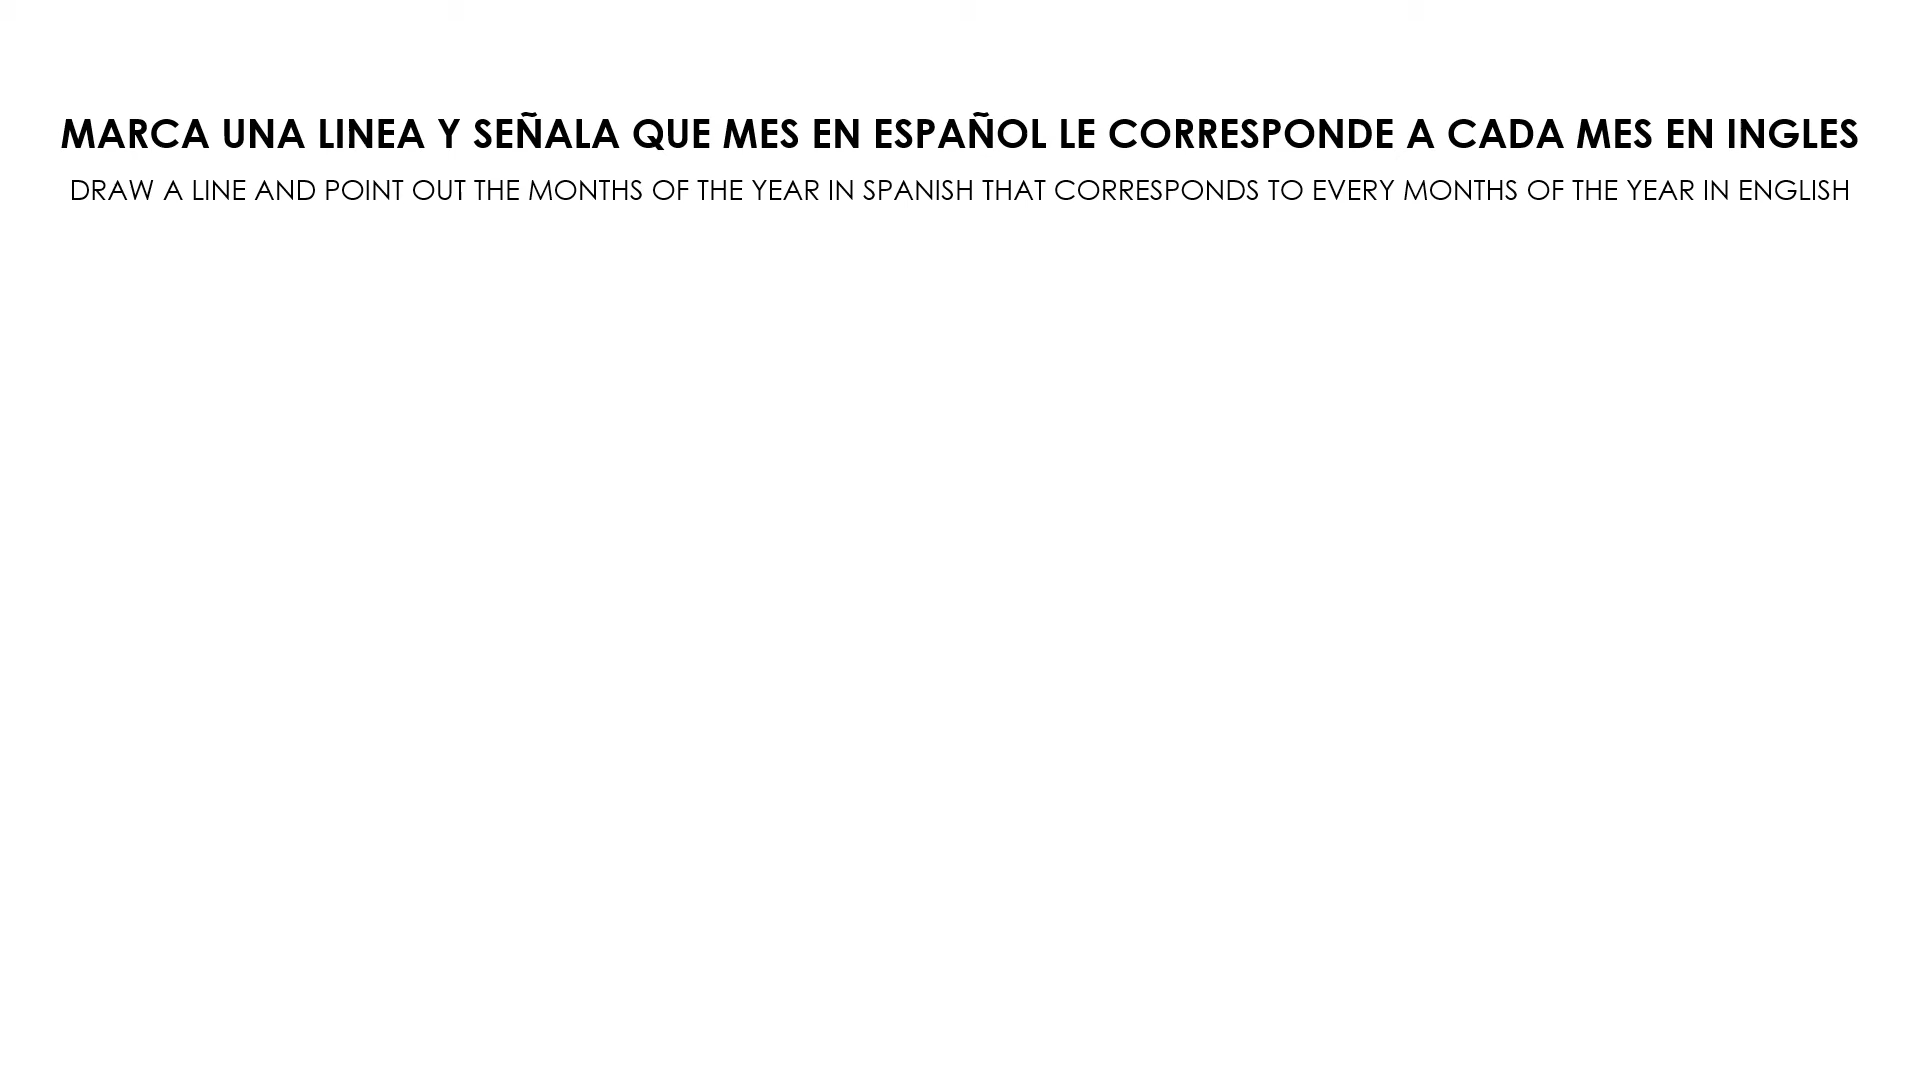 MARCA UNA LINEA Y SEÑALA QUE MES EN ESPAÑOL LE CORRESPONDE A CADA MES EN INGLES
DRAW A LINE AND POINT OUT THE MONTHS OF THE YEAR IN SPANISH THAT CORRESPONDS TO EVERY MONTHS OF THE YEAR IN ENGLISH